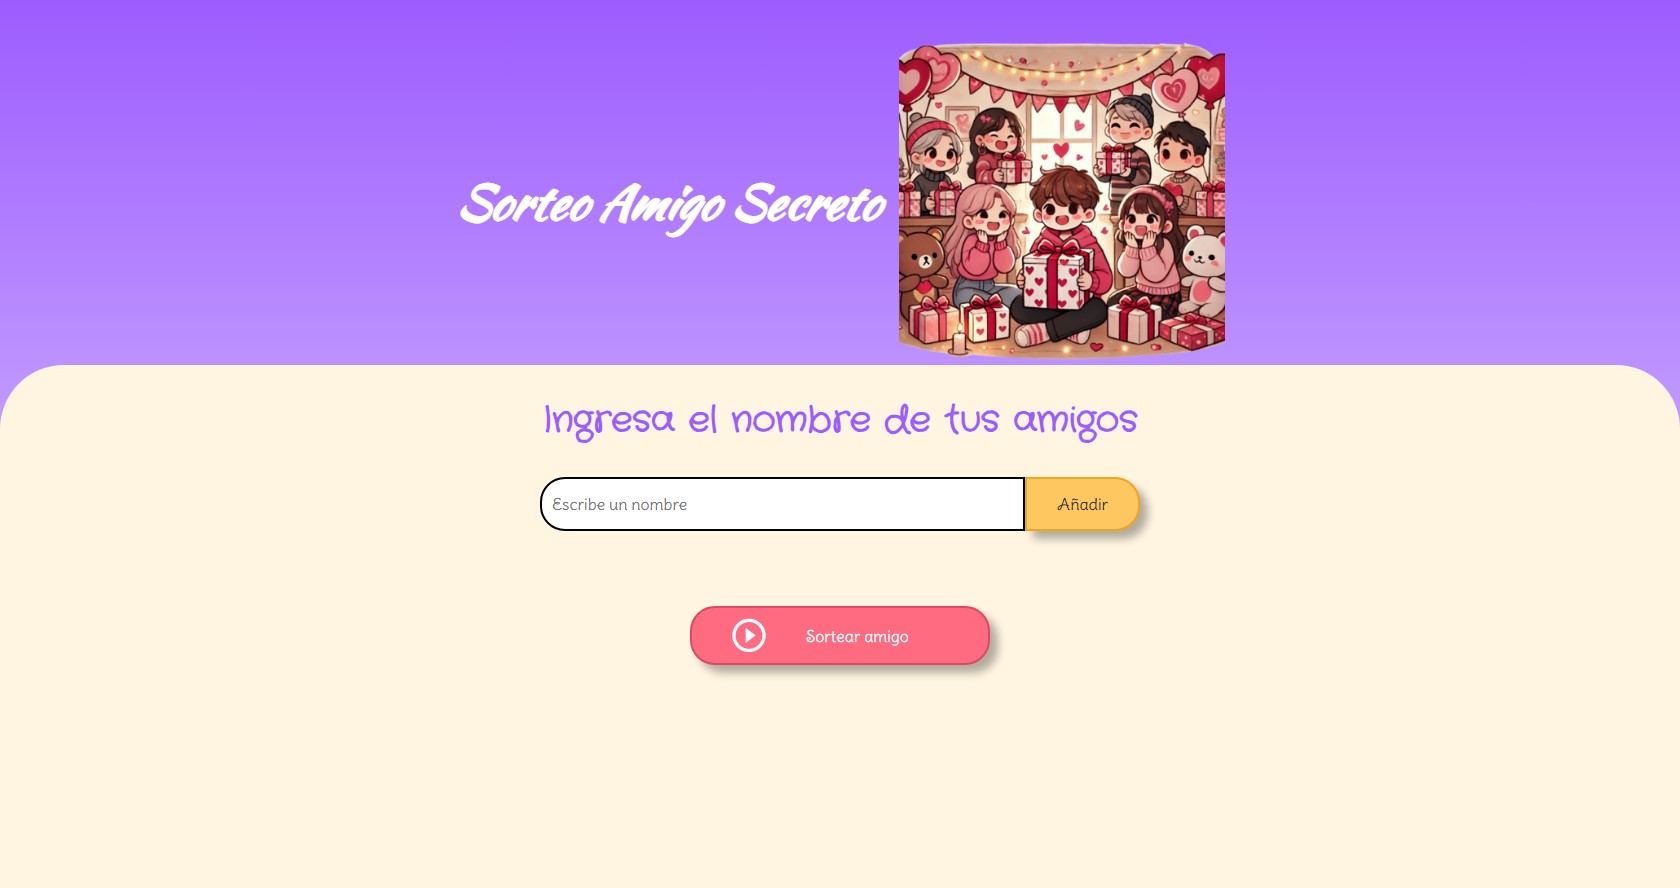 Sorteo Amigo Secreto
Ingresa el nombre de tus amigos
Escribe un nombre
Añadir
Sortear amigo